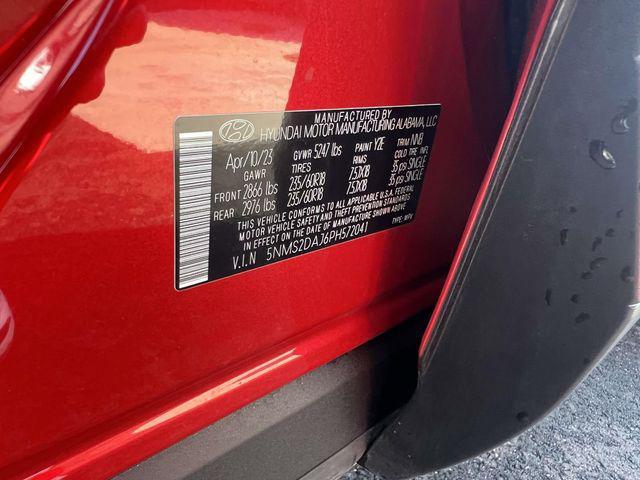 MANUFACTURED BY
HYUNDAI MOTOR MANUFACTURING ALABAMA, LLC
Apr/10/23 GVWR 5247 lbs PAINT Y2E TRIM NNB
GAWR TIRES RIMS COLD PSI
FRONT 2866 lbs 235/60R18 7.5JX18 35 psi SINGLE
REAR 2976 lbs 235/60R18 7.5JX18 35 psi SINGLE
THIS VEHICLE CONFORMS TO ALL APPLICABLE U.S.A. FEDERAL
MOTOR VEHICLE SAFETY AND THEFT PREVENTION STANDARDS
IN EFFECT ON THE DATE OF MANUFACTURE SHOWN ABOVE.
V.I.N 5NMS2DAJ6PH572041 TYPE: MPV